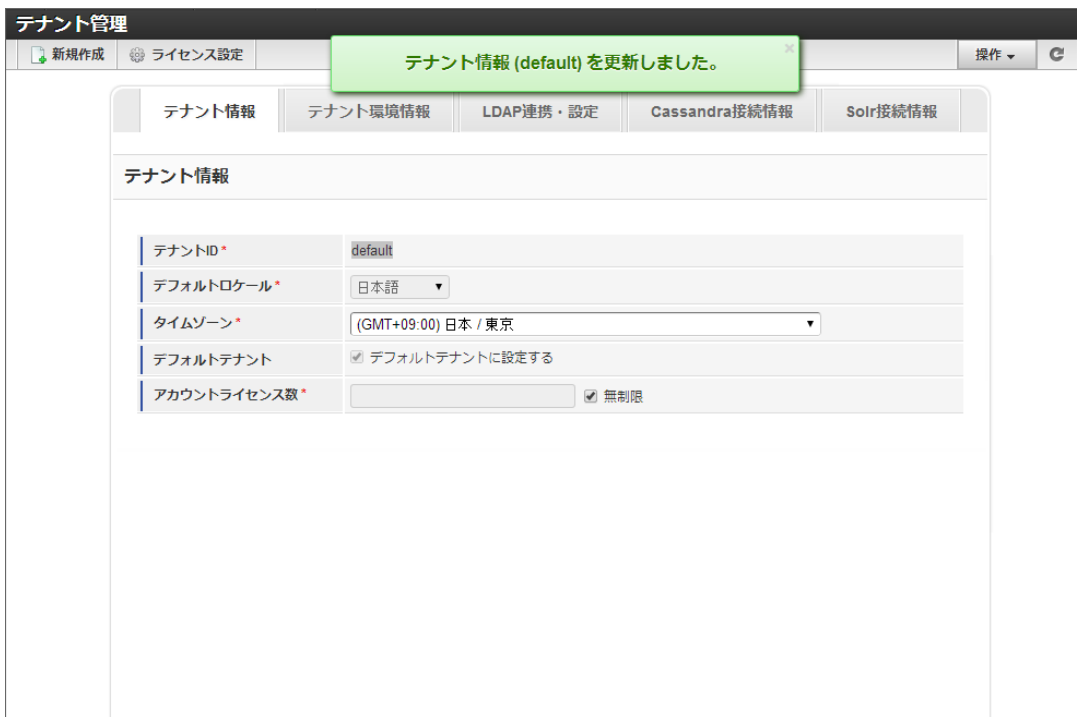 テナント管理
新規作成 ライセンス設定 操作
テナント情報 (default) を更新しました。 ×
テナント情報 テナント環境情報 LDAP連携・設定 Cassandra接続情報 Solr接続情報
テナント情報
テナントID * default
デフォルトロケール * 日本語
タイムゾーン * (GMT+09:00) 日本 / 東京
デフォルトテナント デフォルトテナントに設定する
アカウントライセンス数 * 無制限